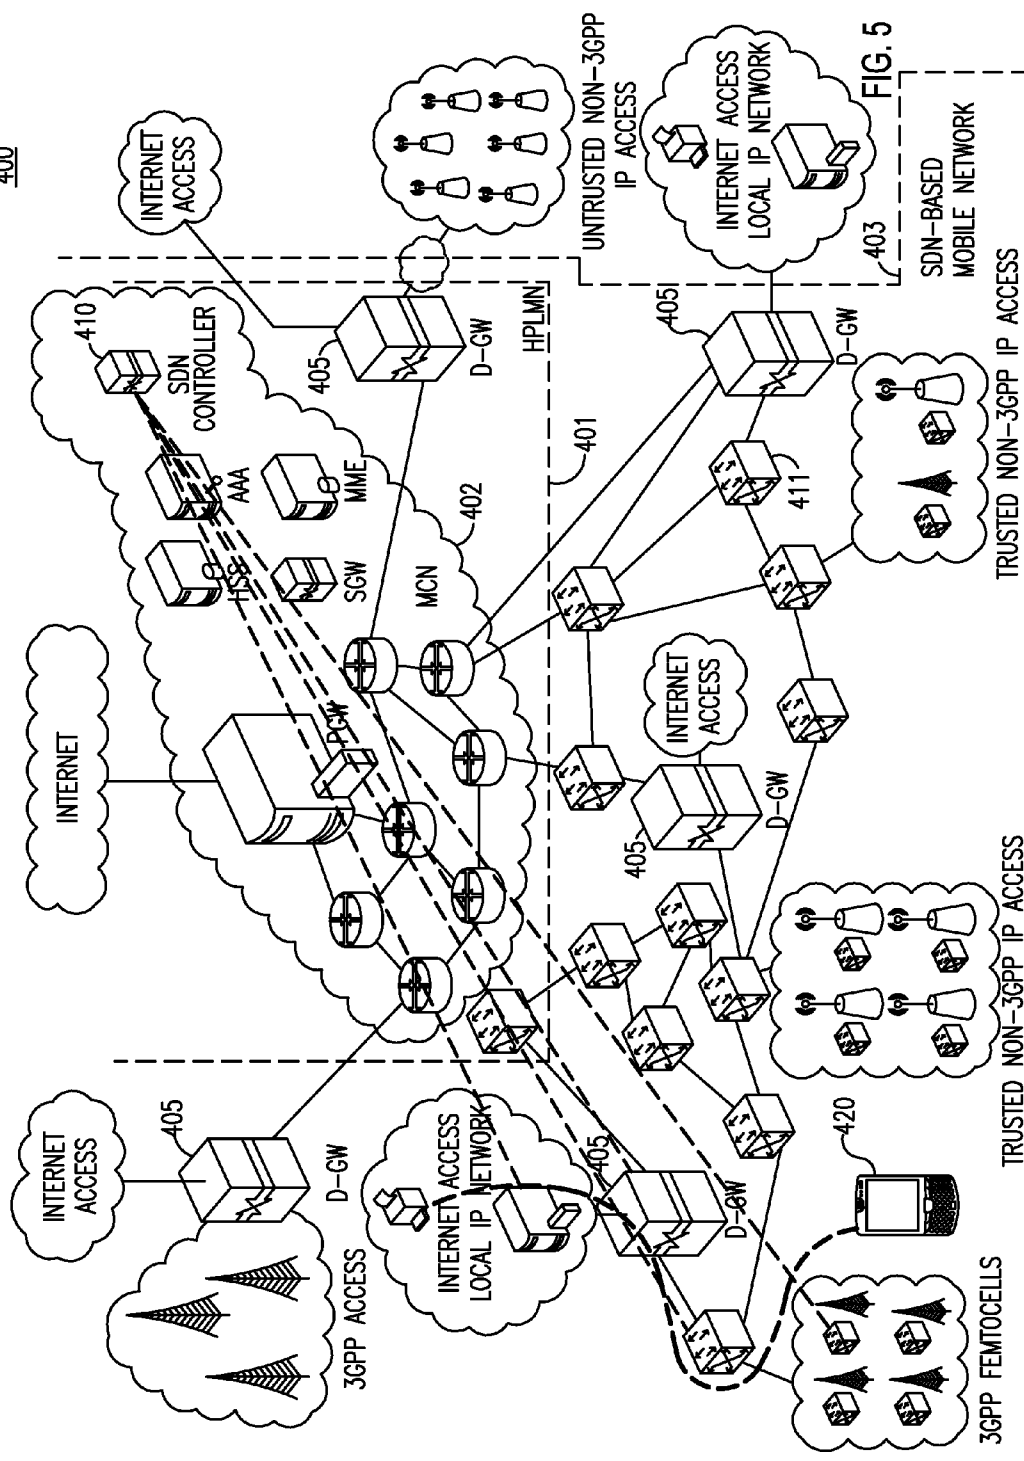 400
INTERNET
ACCESS
405
D-GW
3GPP ACCESS
INTERNET
INTERNET
ACCESS
410
SDN
CONTROLLER
HSS
AAA
SGW
MME
PGW
MCN
402
405
D-GW
HPLMN
401
UNTRUSTED NON-3GPP
IP ACCESS
INTERNET ACCESS
LOCAL IP NETWORK
405
D-GW
INTERNET
ACCESS
405
D-GW
411
405
D-GW
INTERNET ACCESS
LOCAL IP NETWORK
403
SDN-BASED
MOBILE NETWORK
420
3GPP FEMTOCELLS
TRUSTED NON-3GPP IP ACCESS
TRUSTED NON-3GPP IP ACCESS
FIG. 5